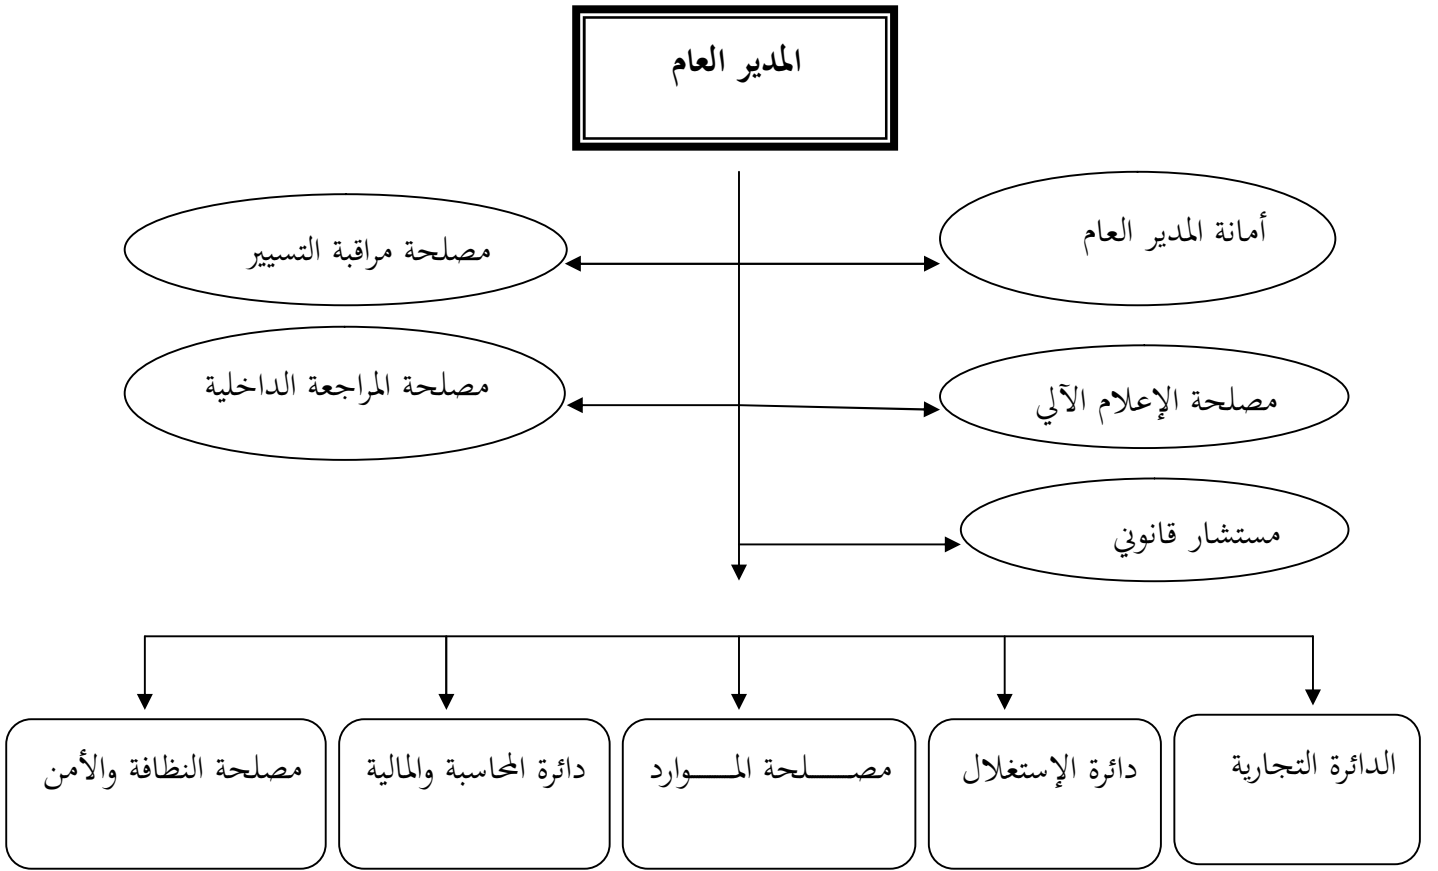 المدير العام
أمانة المدير العام
مصلحة مراقبة التسيير
مصلحة الإعلام الآلي
مصلحة المراجعة الداخلية
مستشار قانوني
الدائرة التجارية
دائرة الإستغلال
مصـــــلحة المـــــوارد
دائرة المحاسبة والمالية
مصلحة النظافة والأمن